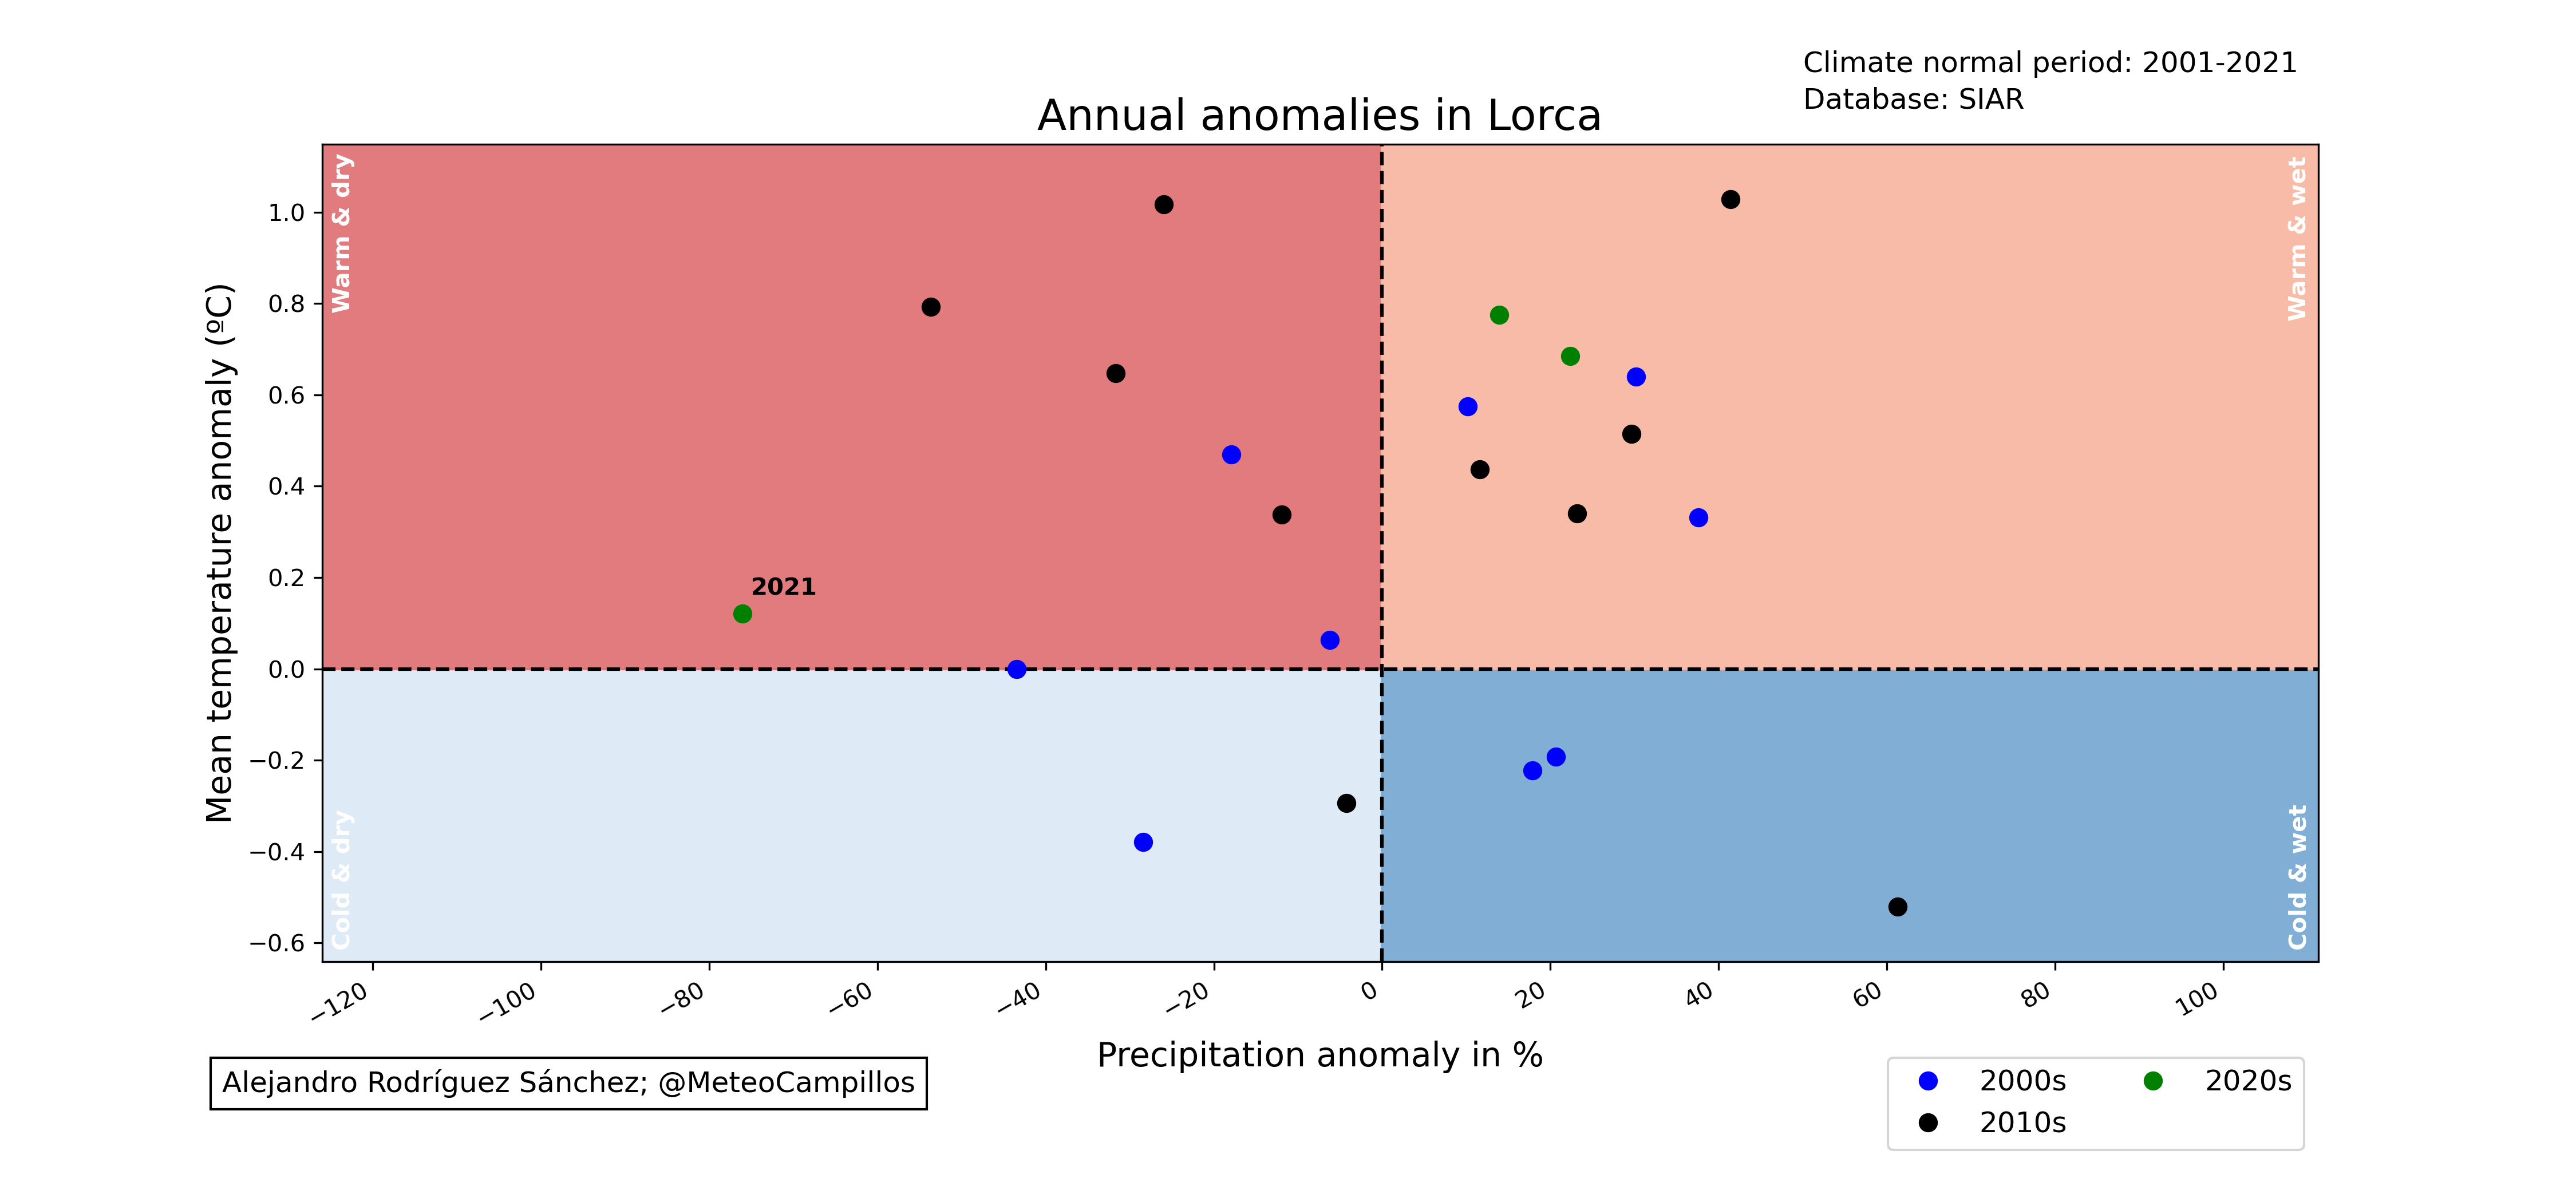 Climate normal period: 2001-2021
Database: SIAR
Annual anomalies in Lorca
Warm & dry
Warm & wet
Mean temperature anomaly (ºC)
1.0
0.8
0.6
0.4
0.2
0.0
−0.2
−0.4
−0.6
2021
Cold & dry
Cold & wet
−120
−100
−80
−60
−40
−20
0
20
40
60
80
100
Precipitation anomaly in %
Alejandro Rodríguez Sánchez; @MeteoCampillos
2000s
2020s
2010s